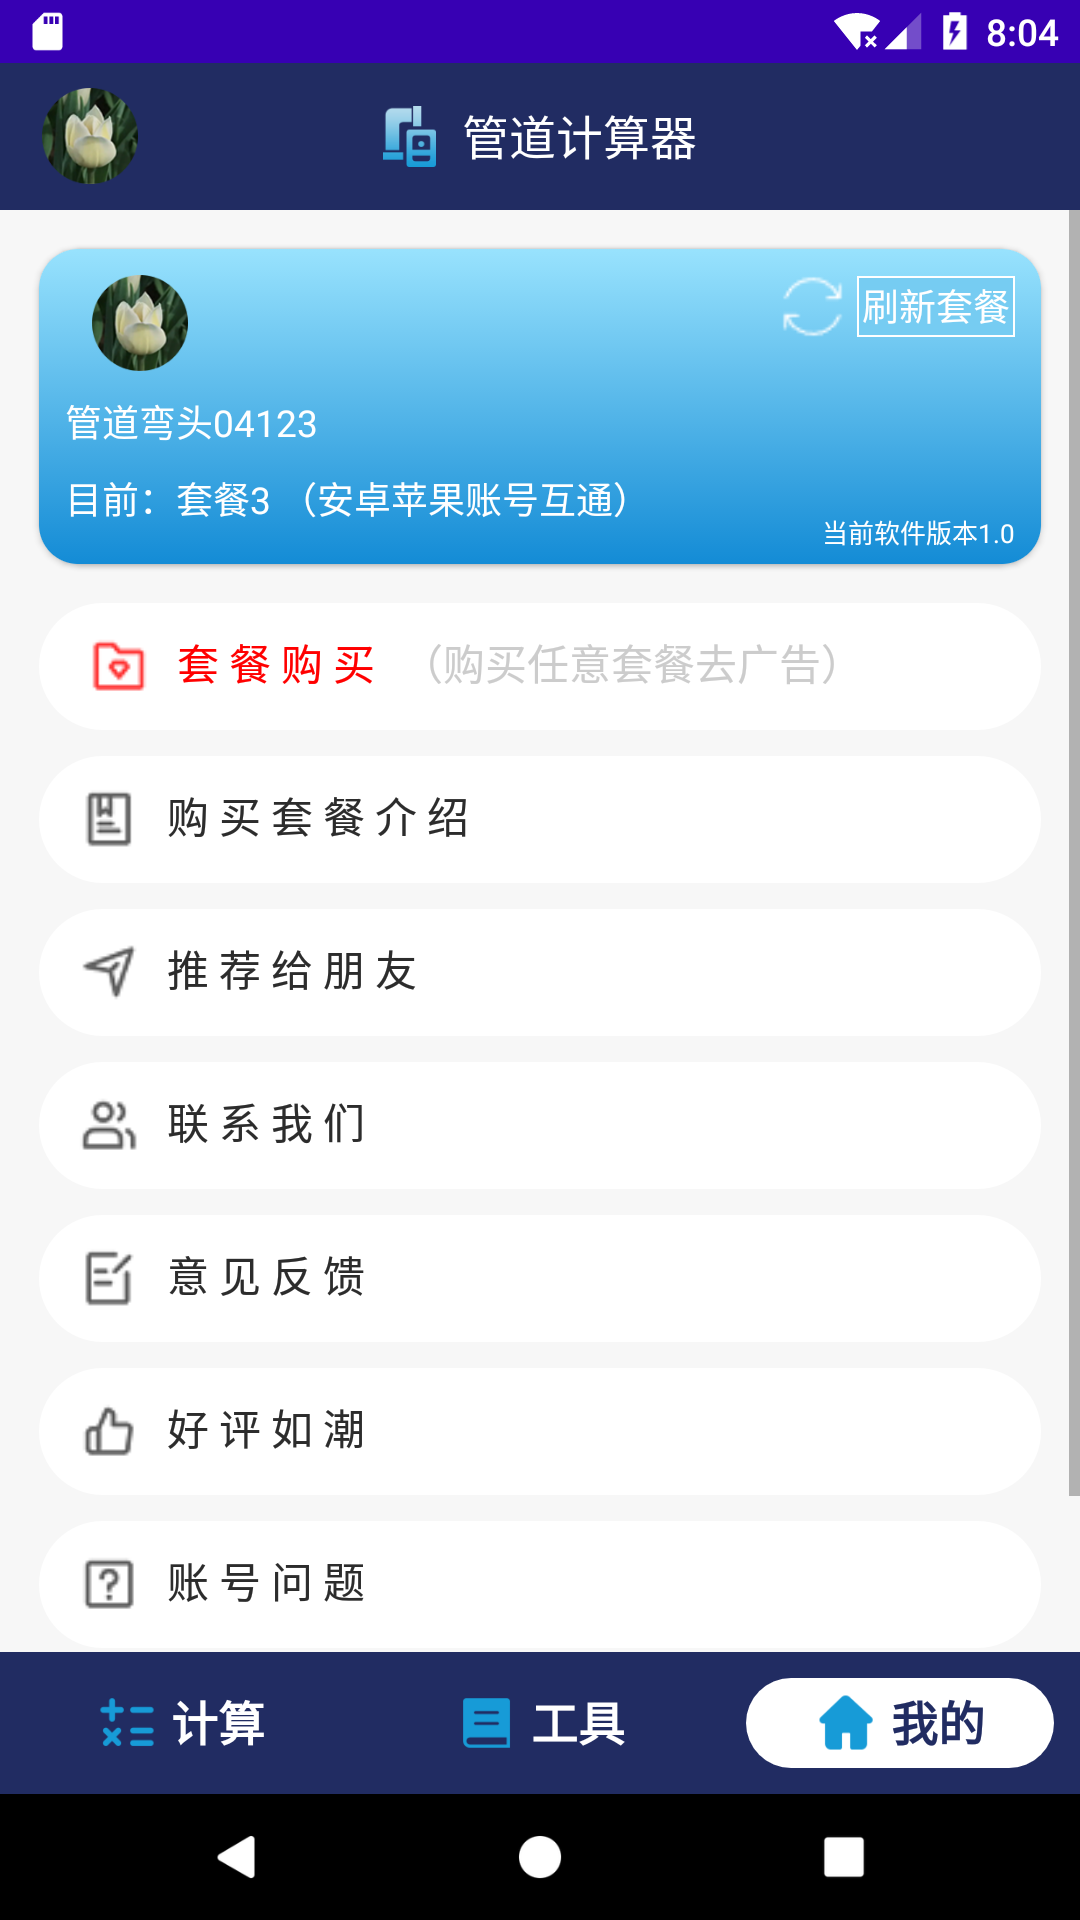 8:04
管道计算器
刷新套餐
管道弯头04123
目前：套餐3 （安卓苹果账号互通）
当前软件版本1.0
套 餐 购 买 （购买任意套餐去广告）
购 买 套 餐 介 绍
推 荐 给 朋 友
联 系 我 们
意 见 反 馈
好 评 如 潮
账 号 问 题
计算 工具 我的